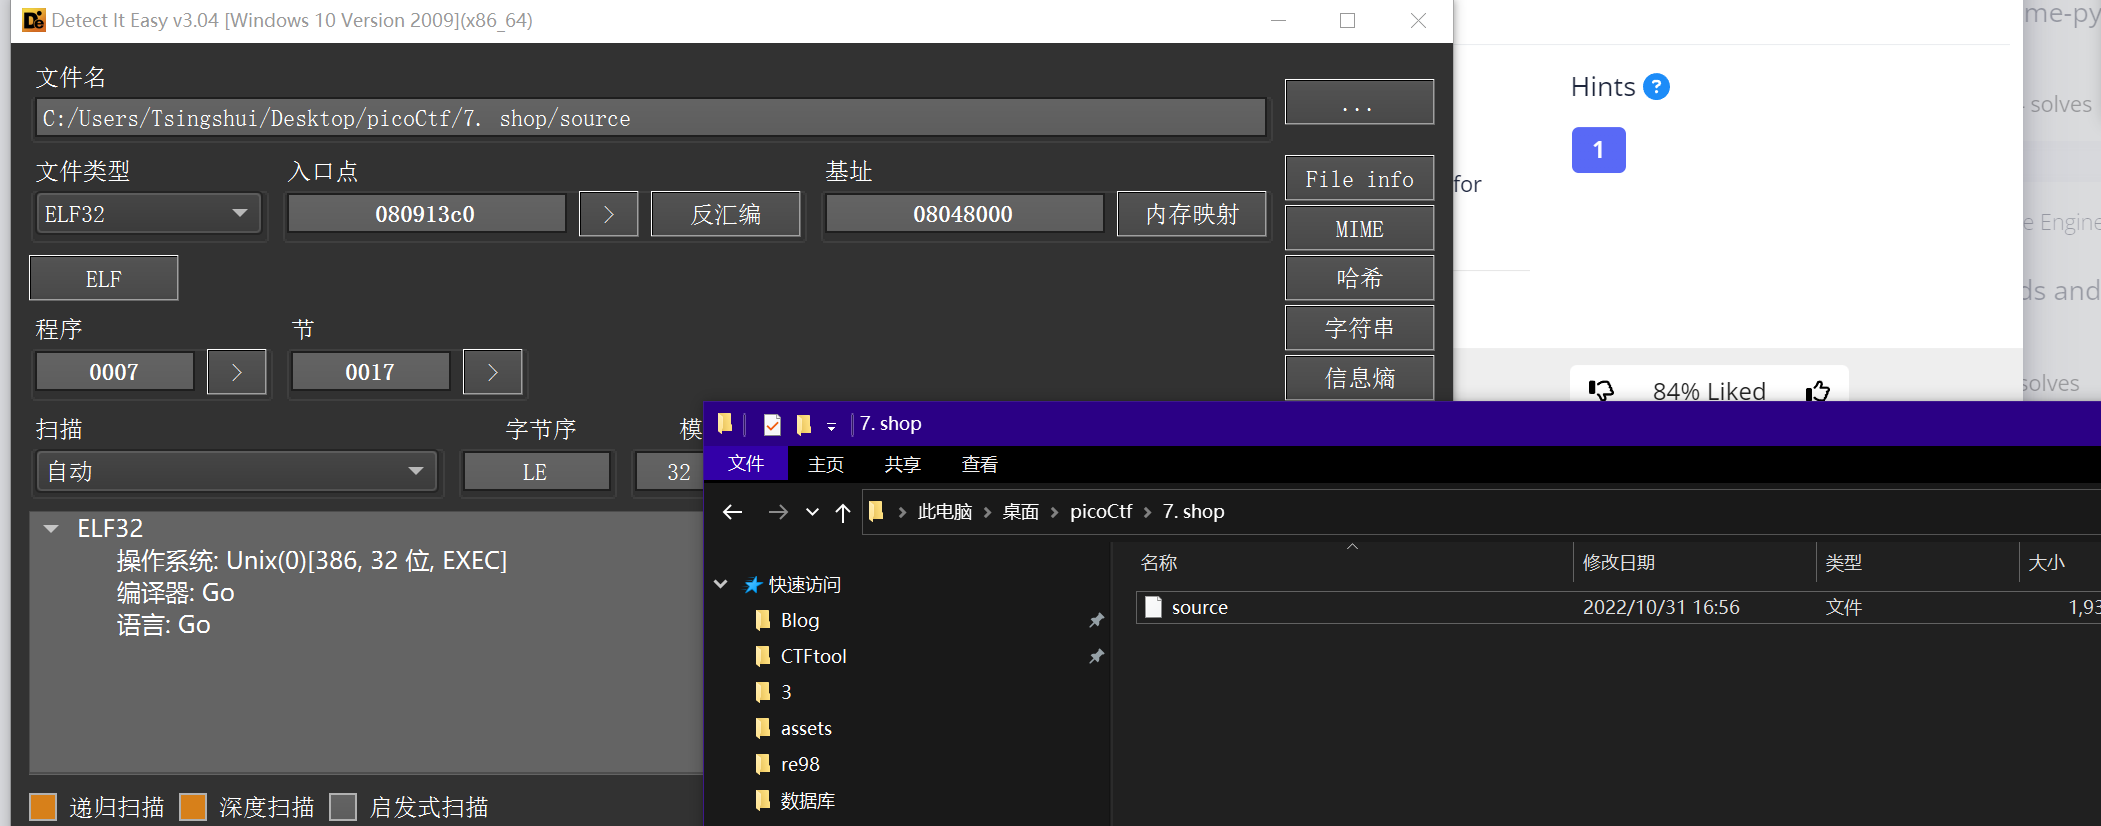 Detect It Easy v3.04 [Windows 10 Version 2009](x86_64)
文件名
C:/Users/Tsingshui/Desktop/picoCtf/7. shop/source
...
文件类型
入口点
基址
ELF32
080913c0
>
反汇编
08048000
内存映射
File info
MIME
哈希
字符串
信息熵
ELF
程序
节
0007
>
0017
>
扫描
字节序
模
自动
LE
32
ELF32
操作系统: Unix(0)[386, 32 位, EXEC]
编译器: Go
语言: Go
递归扫描
深度扫描
启发式扫描
Hints ?
1
for
84% Liked
me-py
solves
e Engine
ds and
solves
7. shop
文件
主页
共享
查看
此电脑 > 桌面 > picoCtf > 7. shop
名称
修改日期
类型
大小
source
2022/10/31 16:56
文件
1,93
快速访问
Blog
CTFtool
3
assets
re98
数据库